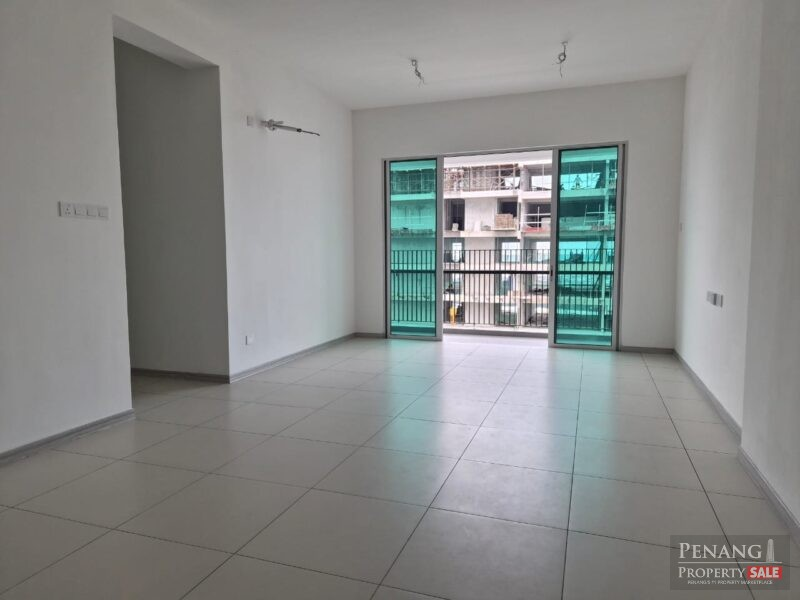 PENANG
PROPERTY SALE
PENANG'S #1 PROPERTY MARKETPLACE